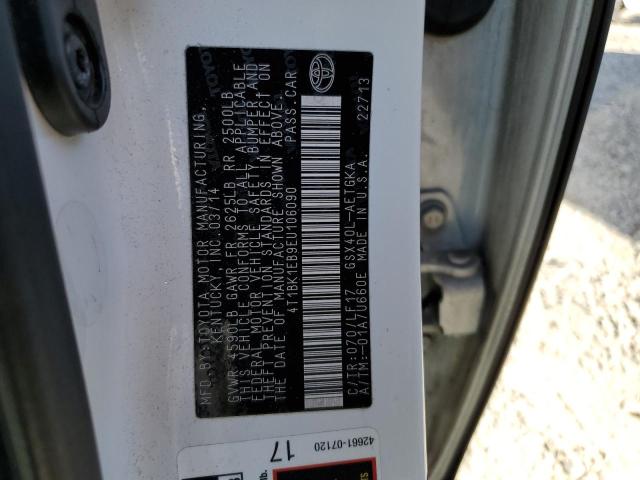 MFD. BY: TOYOTA MOTOR MANUFACTURING,
KENTUCKY, INC. 03/14
GVWR 4590LB GAWR FR 2625LB RR 2500LB
THIS VEHICLE CONFORMS TO ALL APPLICABLE
FEDERAL MOTOR VEHICLE SAFETY, BUMPER AND
THEFT PREVENTION STANDARDS IN EFFECT ON
THE DATE OF MANUFACTURE SHOWN ABOVE.
4T1BK1EB9EU106090 PASS.CAR
C/TR:070/LF17 GSX40L-AETGKA
A/TM:-01A/U660E MADE IN U.S.A. 22713
TOYOTA
42661-07120
17
lb.